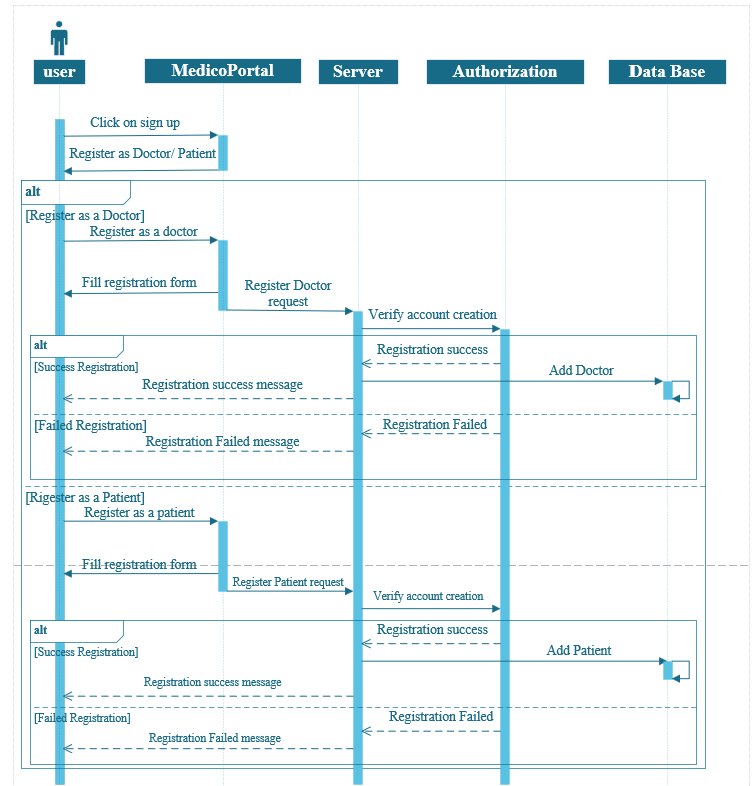 user MedicoPortal Server Authorization Data Base
Click on sign up
Register as Doctor/ Patient
alt
[Register as a Doctor]
Register as a doctor
Fill registration form
Register Doctor
request
Verify account creation
alt
Registration success
[Success Registration]
Add Doctor
Registration success message
[Failed Registration]
Registration Failed
Registration Failed message
[Rigester as a Patient]
Register as a patient
Fill registration form
Register Patient request
Verify account creation
alt
Registration success
[Success Registration]
Add Patient
Registration success message
[Failed Registration]
Registration Failed
Registration Failed message